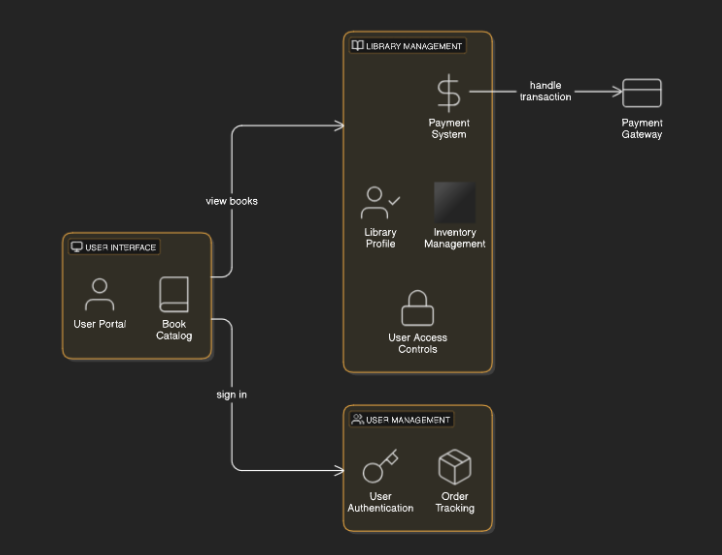 LIBRARY MANAGEMENT
handle
transaction
Payment
System
Payment
Gateway
view books
Library
Profile
Inventory
Management
USER INTERFACE
User Portal
Book
Catalog
User Access
Controls
sign in
USER MANAGEMENT
User
Authentication
Order
Tracking